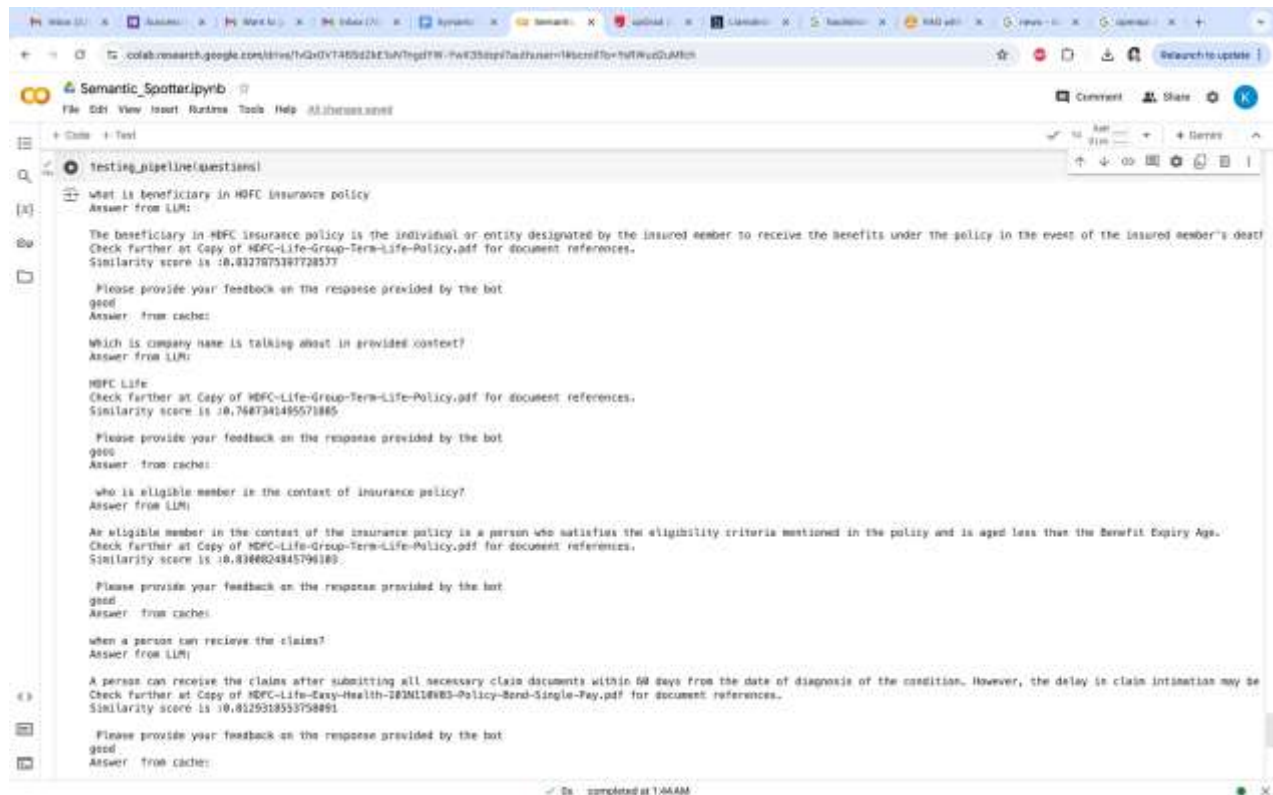 colab.research.google.com/drive/
Relaunch to update
Semantic_Spotter.ipynb
File Edit View Insert Runtime Tools Help All changes saved
Comment Share K
+ Code + Text
Gemini
testing_pipeline(questions)
what is beneficiary in HDFC insurance policy
Answer from LLM:
The beneficiary in HDFC insurance policy is the individual or entity designated by the insured member to receive the benefits under the policy in the event of the insured member's death
Check further at Copy of HDFC-Life-Group-Term-Life-Policy.pdf for document references.
Similarity score is :0.8327875397728577
Please provide your feedback on the response provided by the bot
good
Answer from cache:
Which is company name is talking about in provided context?
Answer from LLM:
HDFC Life
Check further at Copy of HDFC-Life-Group-Term-Life-Policy.pdf for document references.
Similarity score is :0.7607341495571885
Please provide your feedback on the response provided by the bot
Answer from cache:
who is eligible member in the context of insurance policy?
Answer from LLM:
An eligible member in the context of the insurance policy is a person who satisfies the eligibility criteria mentioned in the policy and is aged less than the Benefit Expiry Age.
Check further at Copy of HDFC-Life-Group-Term-Life-Policy.pdf for document references.
Similarity score is
Please provide your feedback on the response provided by the bot
good
Answer from cache:
when a person can recieve the claims?
Answer from LLM:
A person can receive the claims after submitting all necessary claim documents within 60 days from the date of diagnosis of the condition. However, the delay in claim intimation may be
Check further at Copy of HDFC-Life-Easy-Health-101N110V03-Policy-Bond-Single-Pay.pdf for document references.
Similarity score is :0.8129318553758091
Please provide your feedback on the response provided by the bot
good
Answer from cache:
0s completed at 1:44 AM